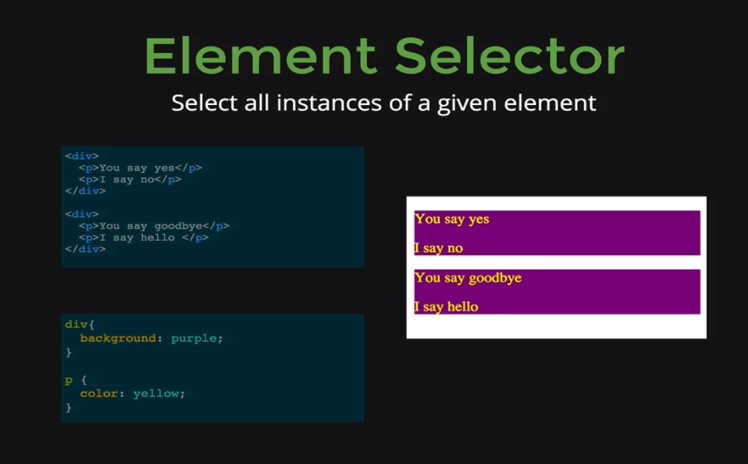 Element Selector
Select all instances of a given element
<div>
  <p>You say yes</p>
  <p>I say no</p>
</div>
<div>
  <p>You say goodbye</p>
  <p>I say hello </p>
</div>
div{
  background: purple;
}
p {
  color: yellow;
}
You say yes
I say no
You say goodbye
I say hello